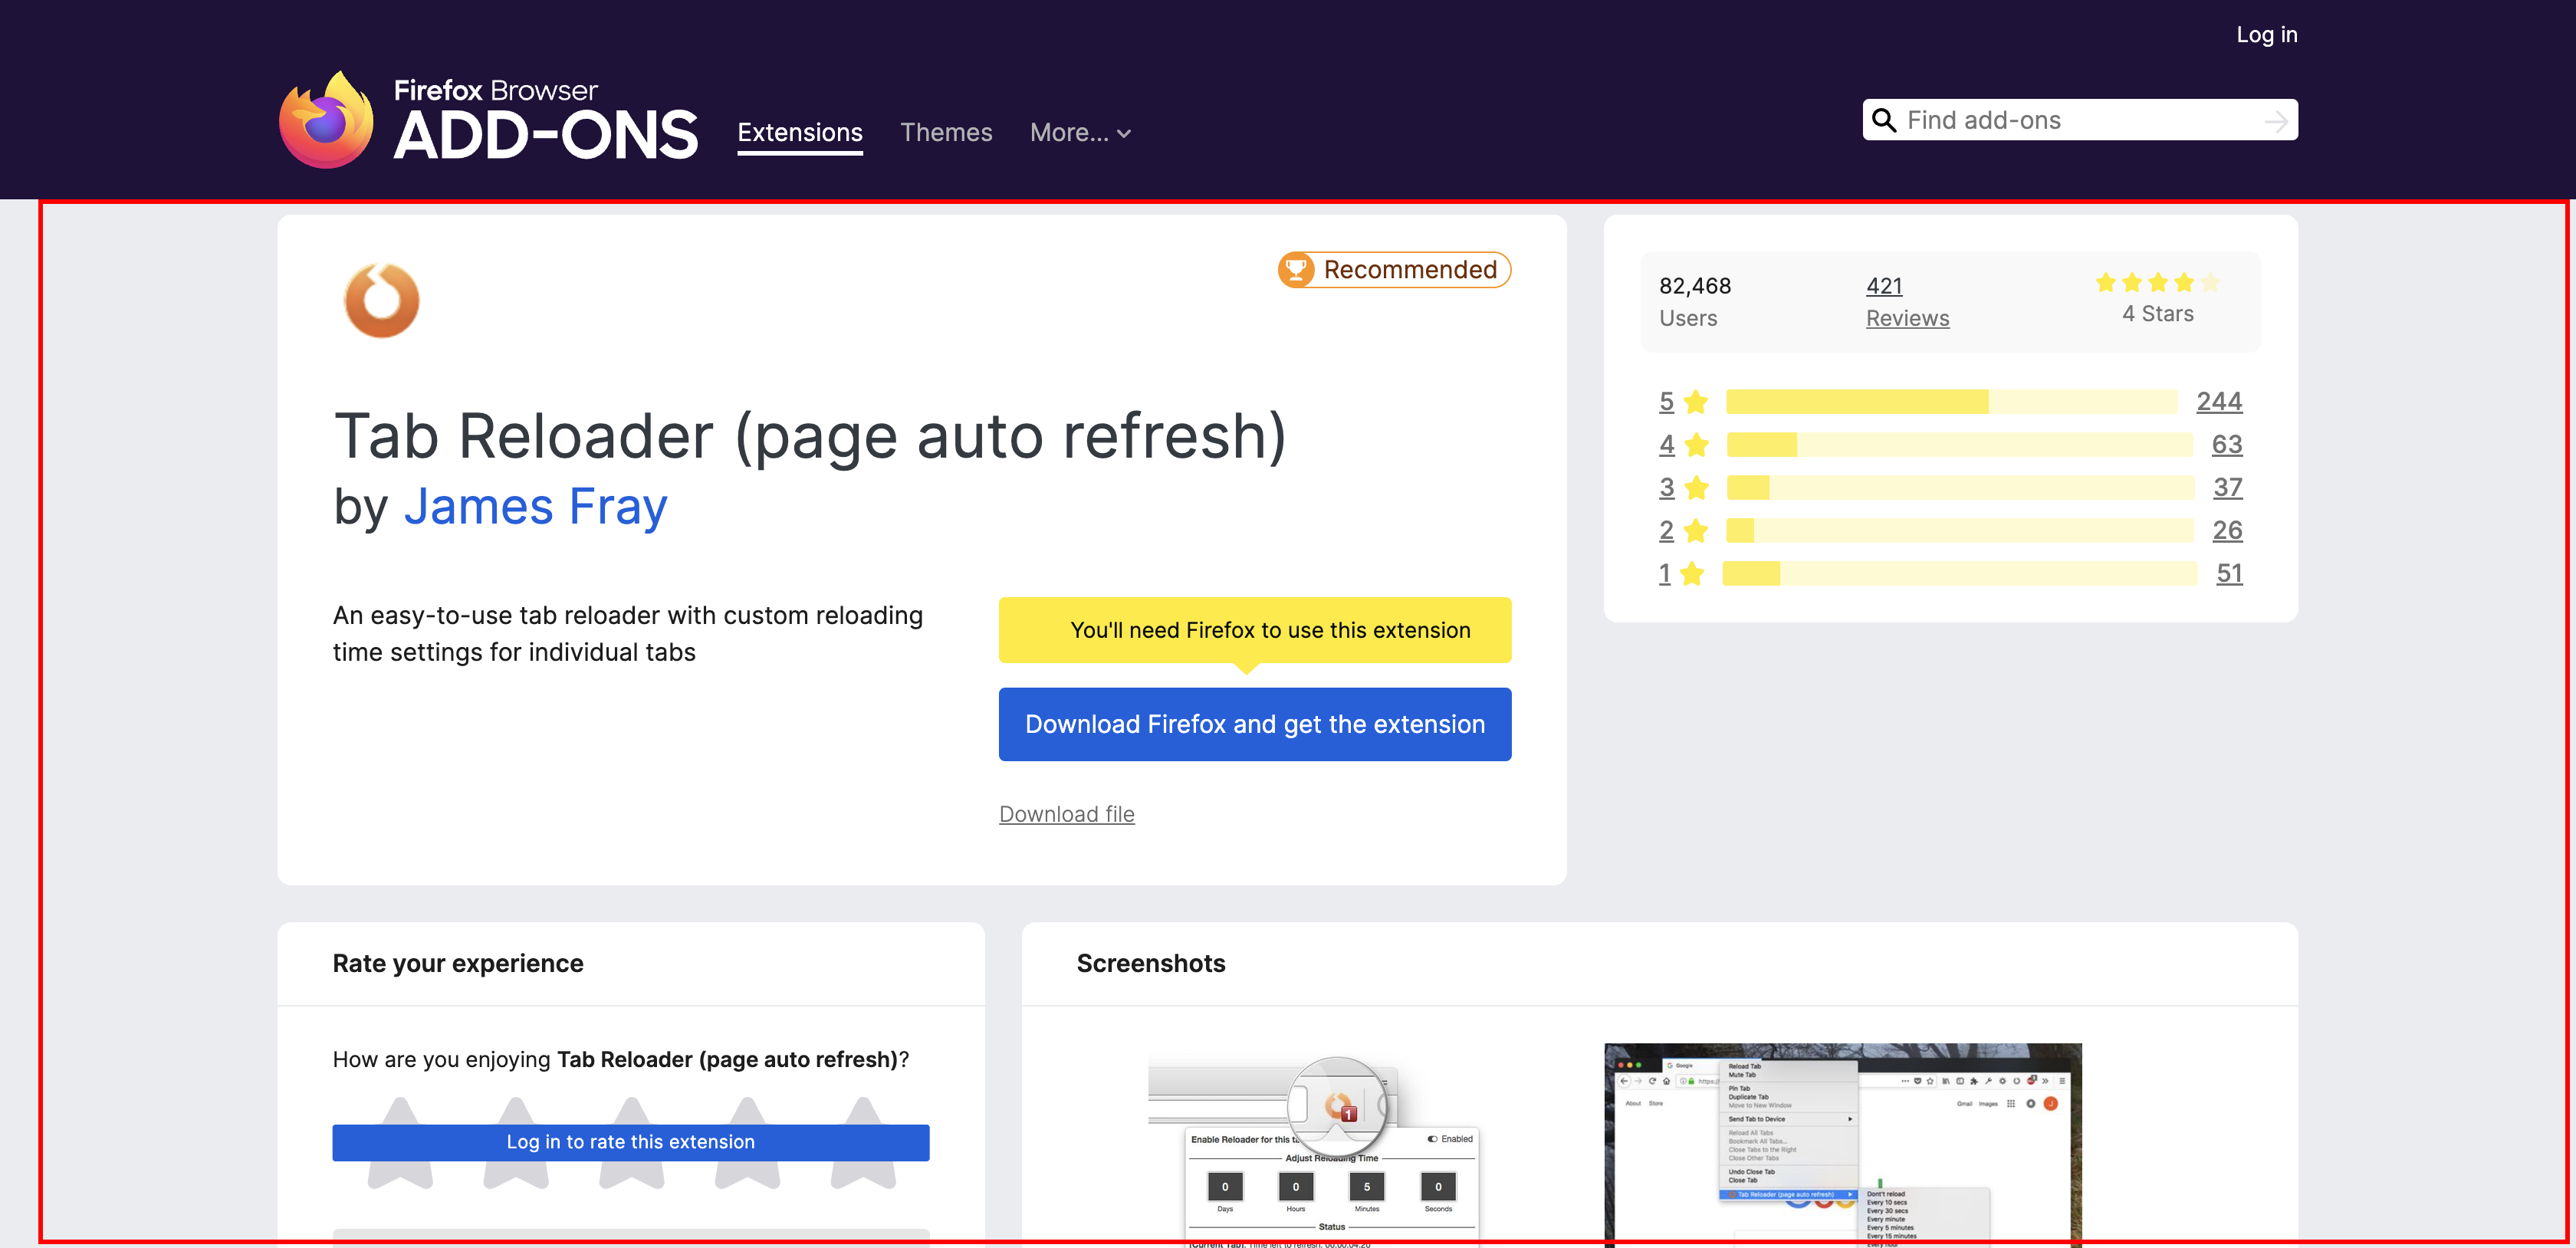 Log in
Firefox Browser
ADD-ONS
Extensions
Themes
More...
Find add-ons
Recommended
Tab Reloader (page auto refresh)
by James Fray
An easy-to-use tab reloader with custom reloading
time settings for individual tabs
You'll need Firefox to use this extension
Download Firefox and get the extension
Download file
82,468
Users
421
Reviews
4 Stars
5
244
4
63
3
37
2
26
1
51
Rate your experience
How are you enjoying Tab Reloader (page auto refresh)?
Log in to rate this extension
Screenshots
1
Enable Reloader for this
Enabled
Adjust Reloading Time
0
0
5
0
Days
Hours
Minutes
Seconds
Status
Google
https://
About
Store
Gmail
Images
Reload Tab
Mute Tab
Pin Tab
Duplicate Tab
Move to New Window
Send Tab to Device
Reload All Tabs
Bookmark All Tabs...
Close Tabs to the Right
Close Other Tabs
Undo Close Tab
Close Tab
Tab Reloader (page auto refresh)
Don't reload
Every 10 secs
Every 30 secs
Every minute
Every 5 minutes
Every 15 minutes